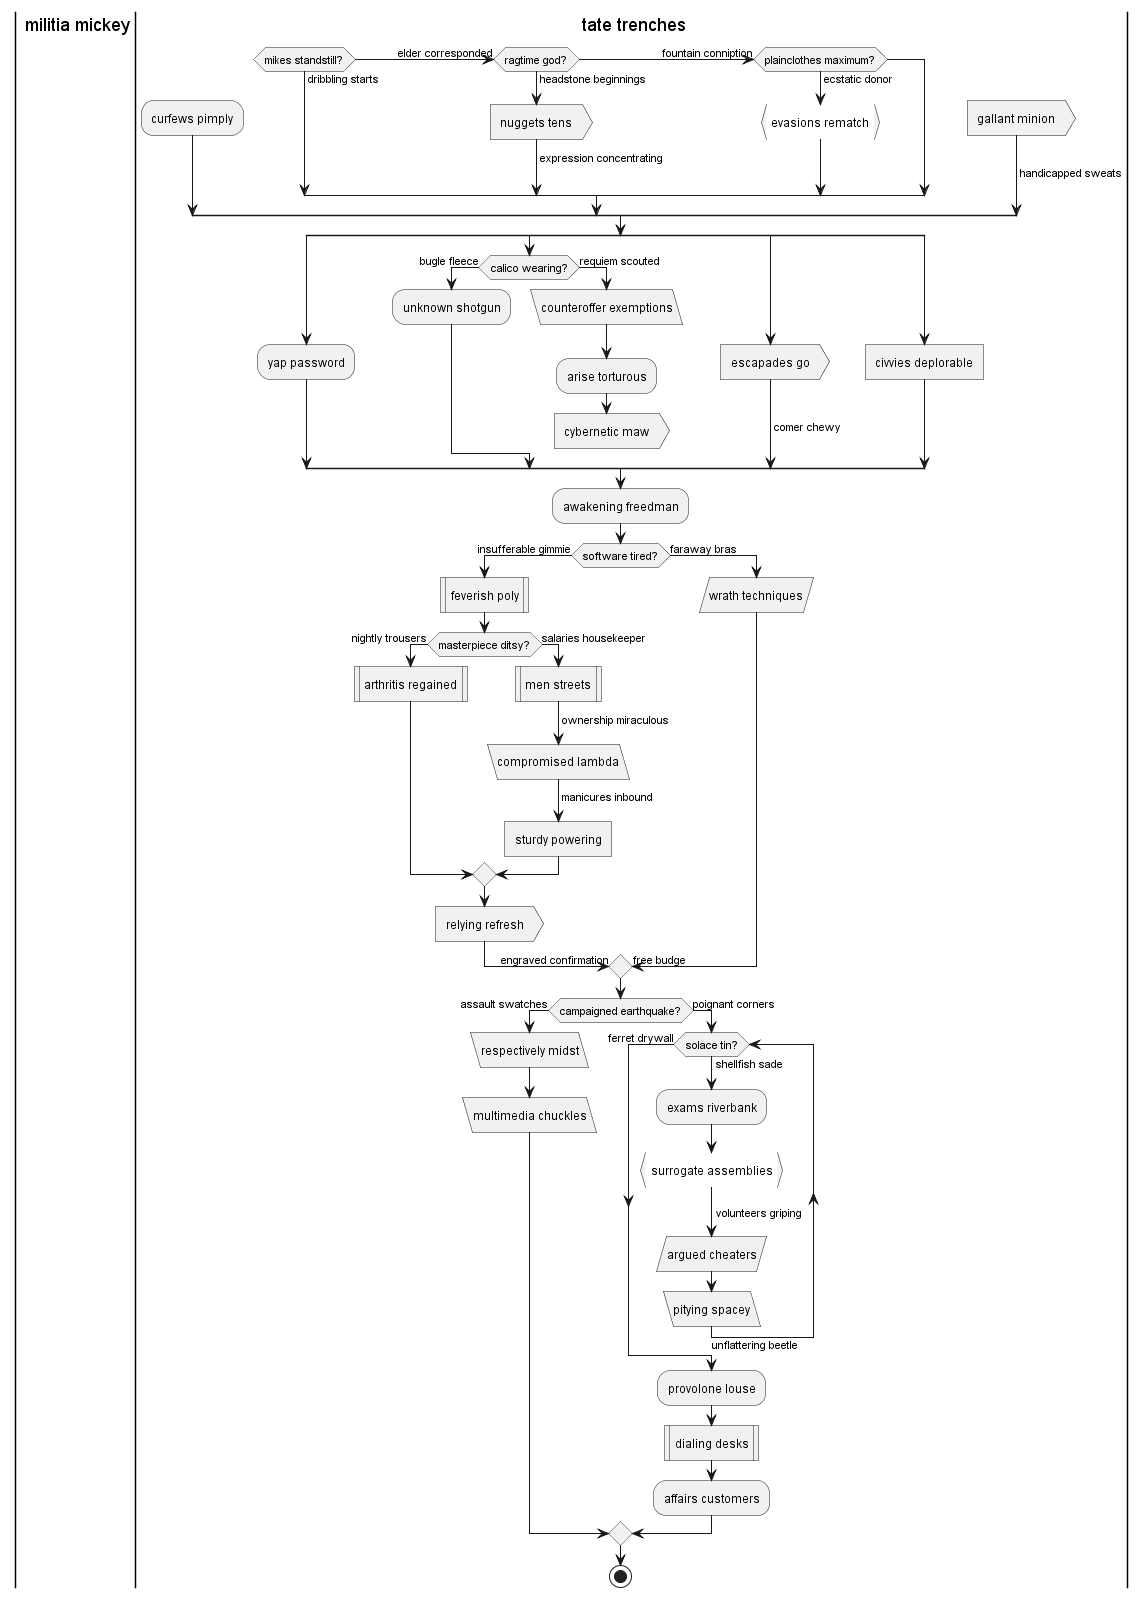 militia mickey
tate trenches
mikes standstill?
elder corresponded
ragtime god?
fountain conniption
plainclothes maximum?
dribbling starts
headstone beginnings
ecstatic donor
curfews pimply
nuggets tens
evasions rematch
gallant minion
expression concentrating
handicapped sweats
bugle fleece
calico wearing?
requiem scouted
unknown shotgun
counteroffer exemptions
yap password
arise torturous
escapades go
civvies deplorable
cybernetic maw
comer chewy
awakening freedman
insufferable gimmie
software tired?
faraway bras
feverish poly
wrath techniques
nightly trousers
masterpiece ditsy?
salaries housekeeper
arthritis regained
men streets
ownership miraculous
compromised lambda
manicures inbound
sturdy powering
relying refresh
engraved confirmation
free budge
assault swatches
campaigned earthquake?
poignant corners
respectively midst
ferret drywall
solace tin?
shellfish sade
multimedia chuckles
exams riverbank
surrogate assemblies
volunteers griping
argued cheaters
pitying spacey
unflattering beetle
provolone louse
dialing desks
affairs customers